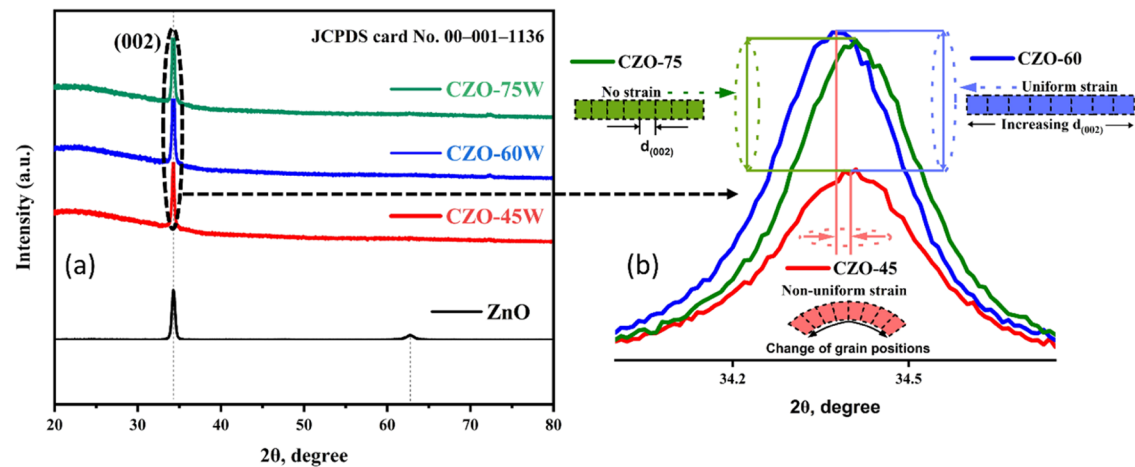 (002)
JCPDS card No. 00–001–1136
CZO-75W
CZO-60W
CZO-45W
ZnO
(a)
Intensity (a.u.)
20 30 40 50 60 70 80
2θ, degree
CZO-75
No strain
d(002)
CZO-60
Uniform strain
Increasing d(002)
(b)
CZO-45
Non-uniform strain
Change of grain positions
34.2 34.5
2θ, degree